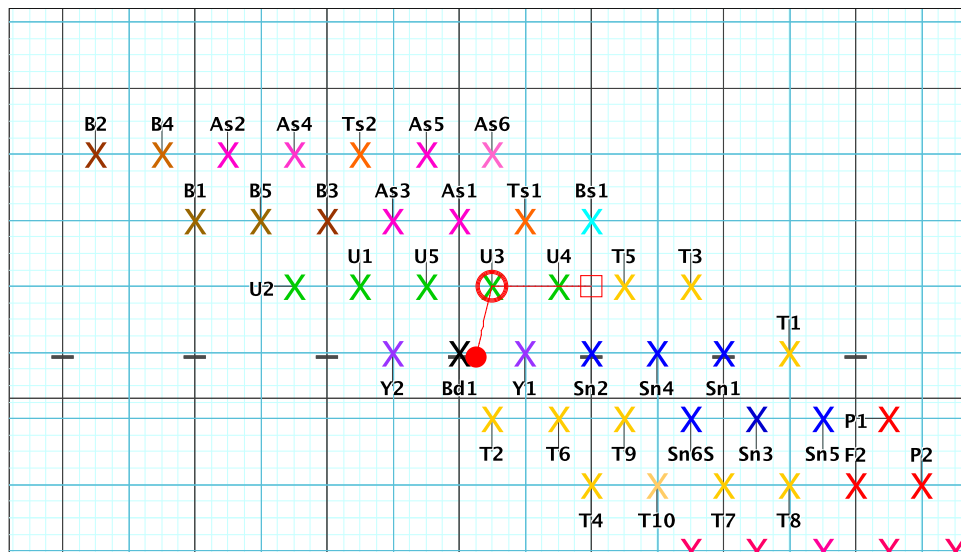 B2 B4 As2 As4 Ts2 As5 As6
B1 B5 B3 As3 As1 Ts1 Bs1
U2 U1 U5 U3 U4 T5 T3
T1
Y2 Bd1 Y1 Sn2 Sn4 Sn1
P1
T2 T6 T9 Sn6S Sn3 Sn5 F2 P2
T4 T10 T7 T8